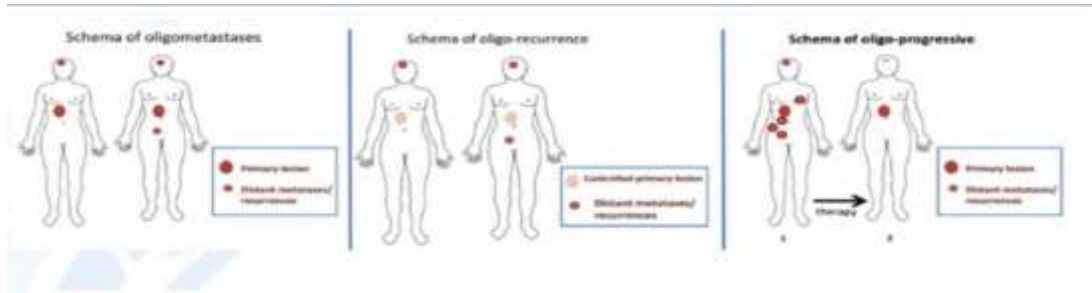 Schema of oligometastases
Primary lesion
Distant metastases/
recurrences
Schema of oligo-recurrence
Controlled primary lesion
Distant metastases/
recurrences
Schema of oligo-progressive
therapy
1
Primary lesion
Distant metastases/
recurrences